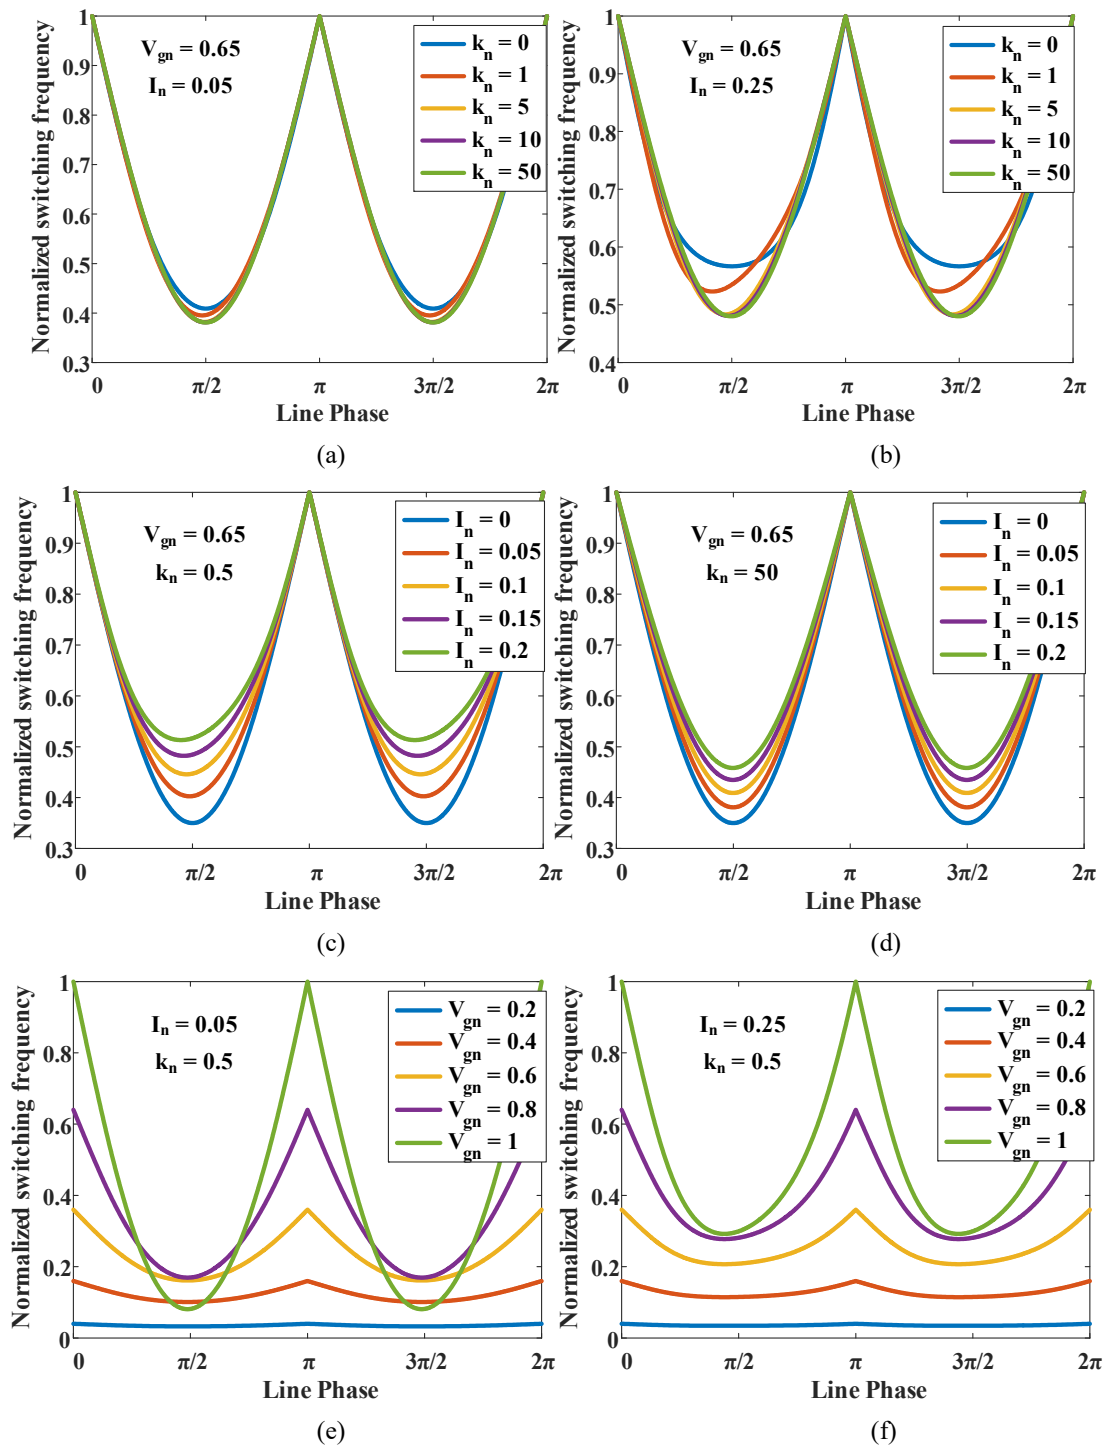 Normalized switching frequency
1
0.9
0.8
0.7
0.6
0.5
0.4
0.3
V_gn = 0.65
I_n = 0.05
k_n = 0
k_n = 1
k_n = 5
k_n = 10
k_n = 50
0 π/2 π 3π/2 2π
Line Phase
(a)
Normalized switching frequency
1
0.9
0.8
0.7
0.6
0.5
0.4
V_gn = 0.65
I_n = 0.25
k_n = 0
k_n = 1
k_n = 5
k_n = 10
k_n = 50
0 π/2 π 3π/2 2π
Line Phase
(b)
Normalized switching frequency
1
0.9
0.8
0.7
0.6
0.5
0.4
0.3
V_gn = 0.65
k_n = 0.5
I_n = 0
I_n = 0.05
I_n = 0.1
I_n = 0.15
I_n = 0.2
0 π/2 π 3π/2 2π
Line Phase
(c)
Normalized switching frequency
1
0.9
0.8
0.7
0.6
0.5
0.4
0.3
V_gn = 0.65
k_n = 50
I_n = 0
I_n = 0.05
I_n = 0.1
I_n = 0.15
I_n = 0.2
0 π/2 π 3π/2 2π
Line Phase
(d)
Normalized switching frequency
1
0.8
0.6
0.4
0.2
0
I_n = 0.05
k_n = 0.5
V_gn = 0.2
V_gn = 0.4
V_gn = 0.6
V_gn = 0.8
V_gn = 1
0 π/2 π 3π/2 2π
Line Phase
(e)
Normalized switching frequency
1
0.8
0.6
0.4
0.2
0
I_n = 0.25
k_n = 0.5
V_gn = 0.2
V_gn = 0.4
V_gn = 0.6
V_gn = 0.8
V_gn = 1
0 π/2 π 3π/2 2π
Line Phase
(f)